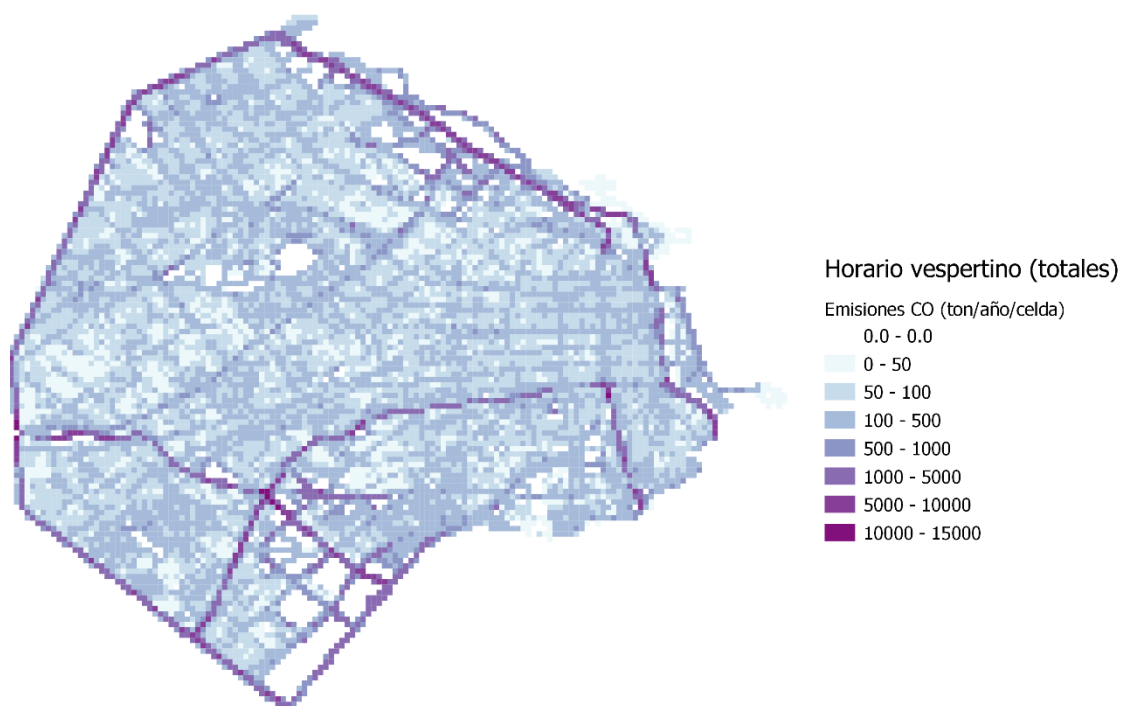 Horario vespertino (totales)
Emisiones CO (ton/año/celda)
0.0 - 0.0
0 - 50
50 - 100
100 - 500
500 - 1000
1000 - 5000
5000 - 10000
10000 - 15000